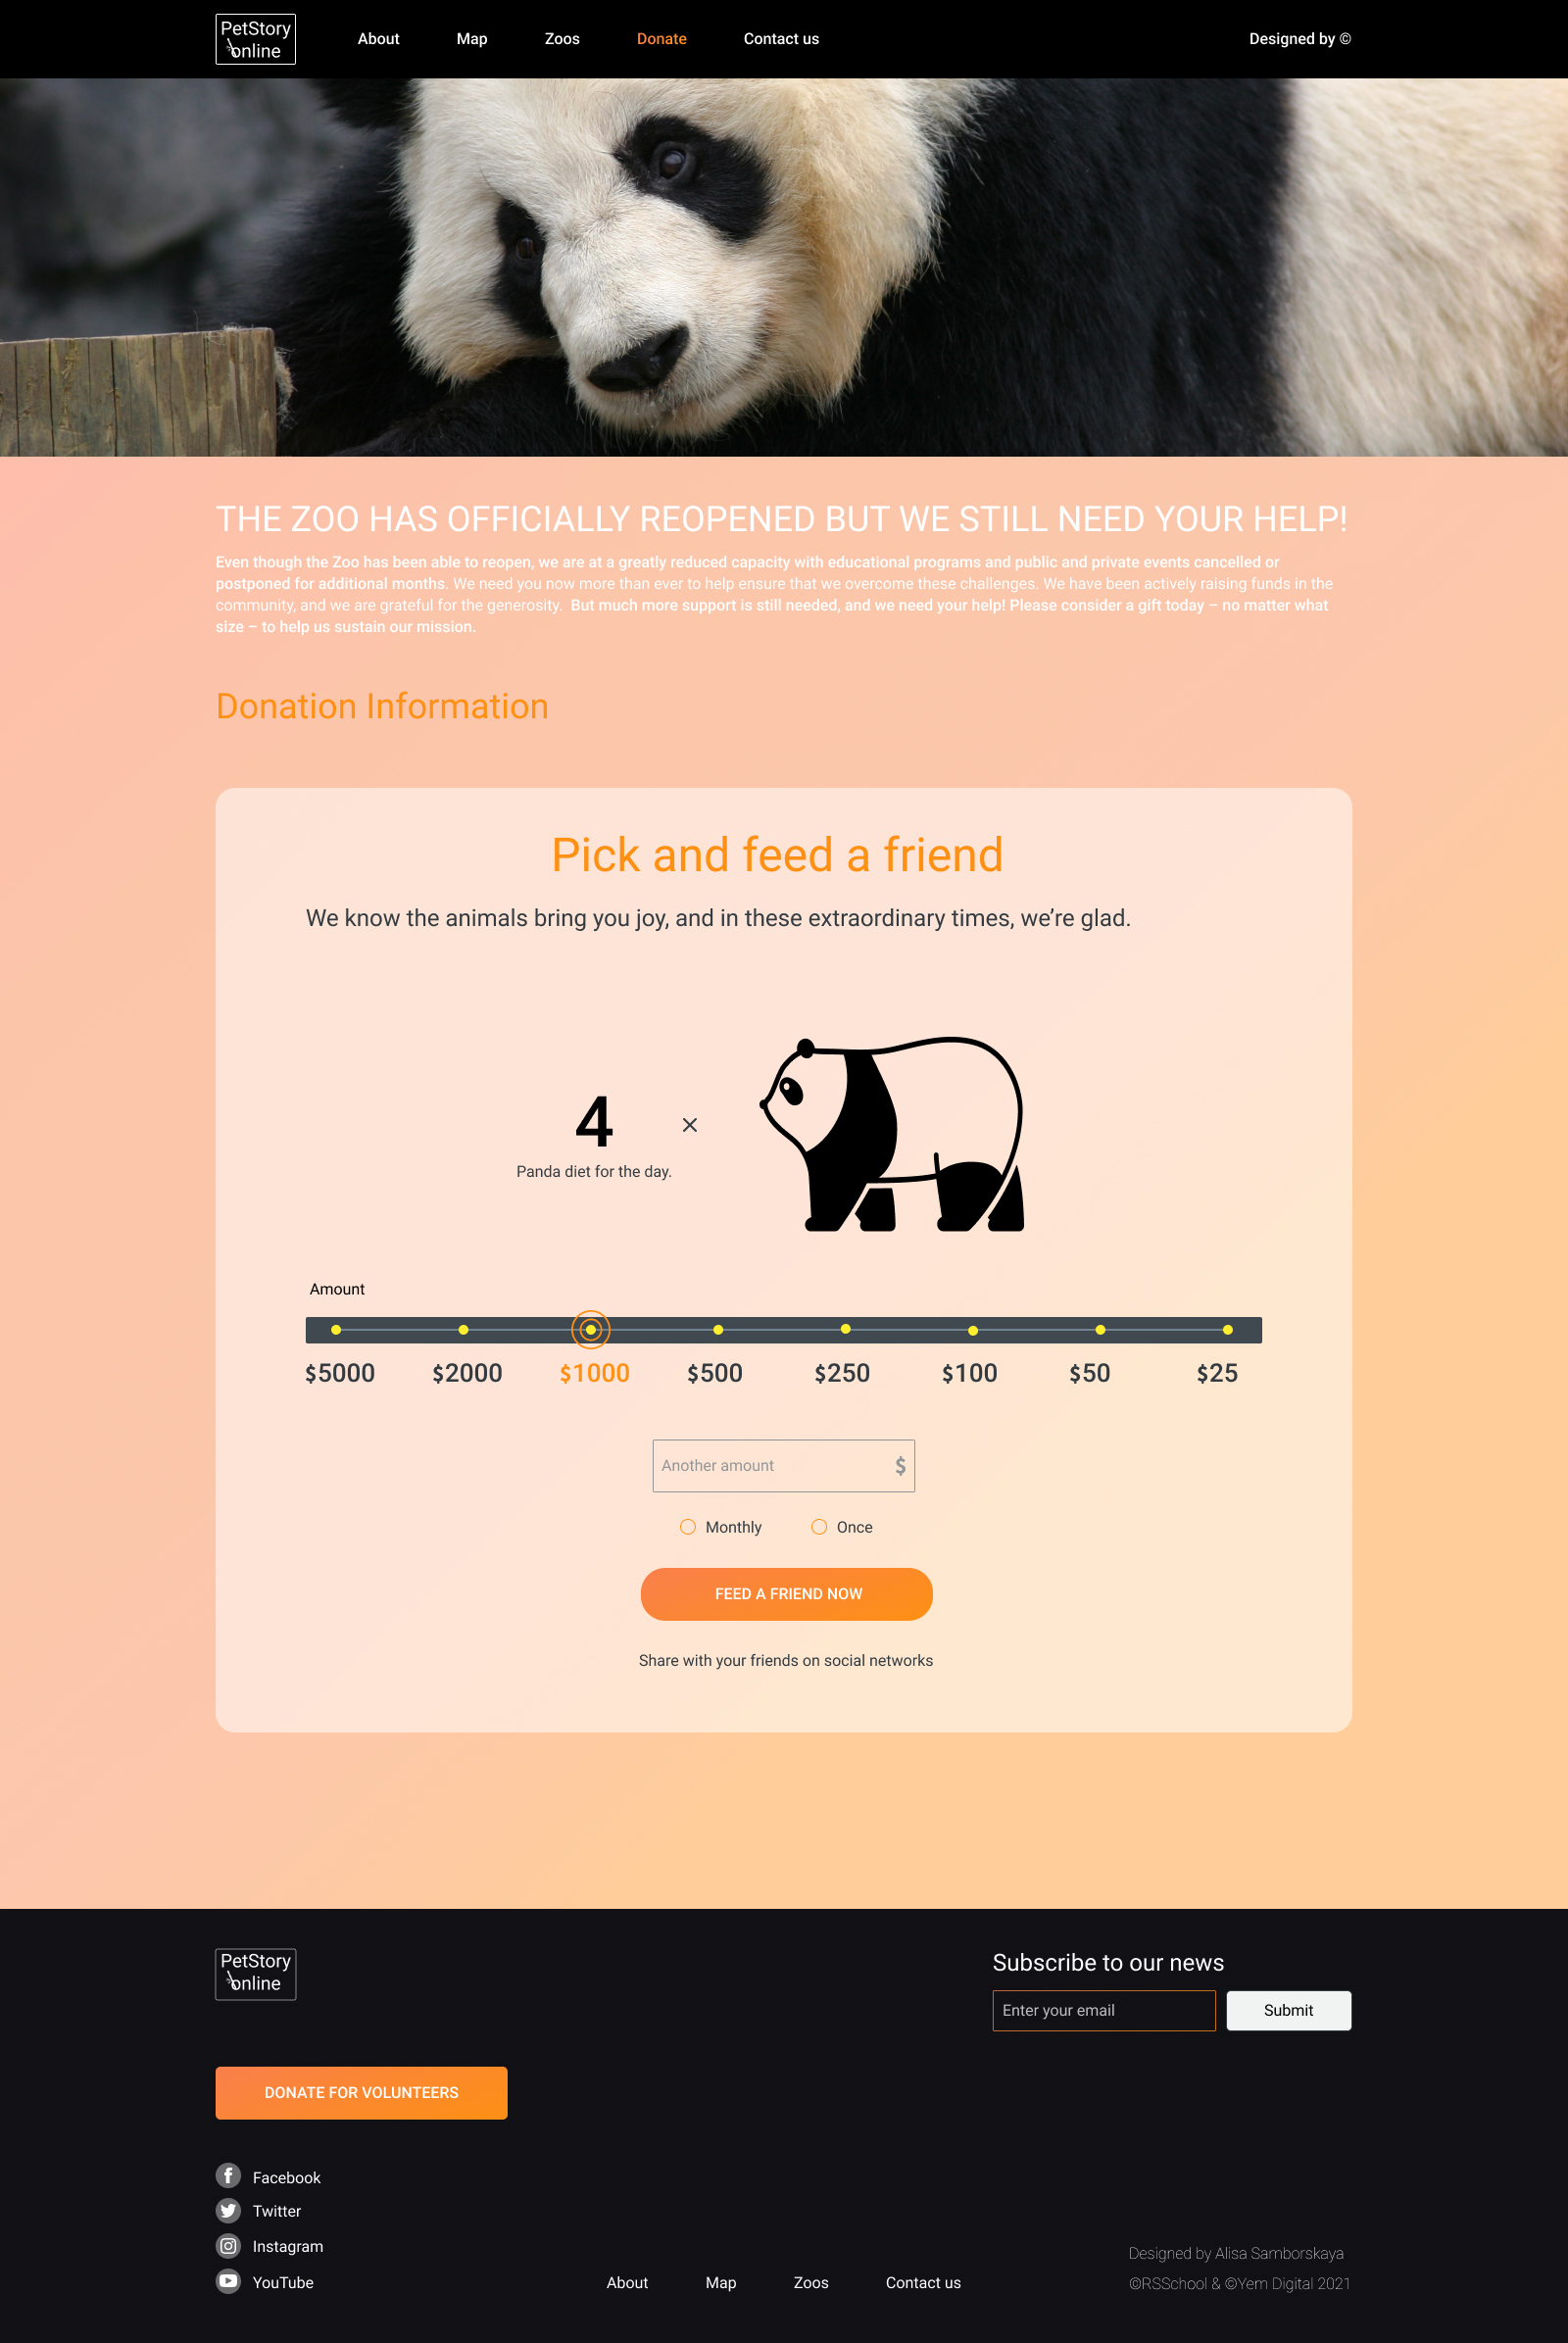 PetStory
online
About
Map
Zoos
Donate
Contact us
Designed by ©
THE ZOO HAS OFFICIALLY REOPENED BUT WE STILL NEED YOUR HELP!
Even though the Zoo has been able to reopen, we are at a greatly reduced capacity with educational programs and public and private events cancelled or
postponed for additional months. We need you now more than ever to help ensure that we overcome these challenges. We have been actively raising funds in the
community, and we are grateful for the generosity.  But much more support is still needed, and we need your help! Please consider a gift today – no matter what
size – to help us sustain our mission.
Donation Information
Pick and feed a friend
We know the animals bring you joy, and in these extraordinary times, we’re glad.
4
×
Panda diet for the day.
Amount
$5000
$2000
$1000
$500
$250
$100
$50
$25
Another amount
$
Monthly
Once
FEED A FRIEND NOW
Share with your friends on social networks
PetStory
online
Subscribe to our news
Enter your email
Submit
DONATE FOR VOLUNTEERS
Facebook
Twitter
Instagram
YouTube
About
Map
Zoos
Contact us
Designed by Alisa Samborskaya
©RSSchool & ©Yem Digital 2021